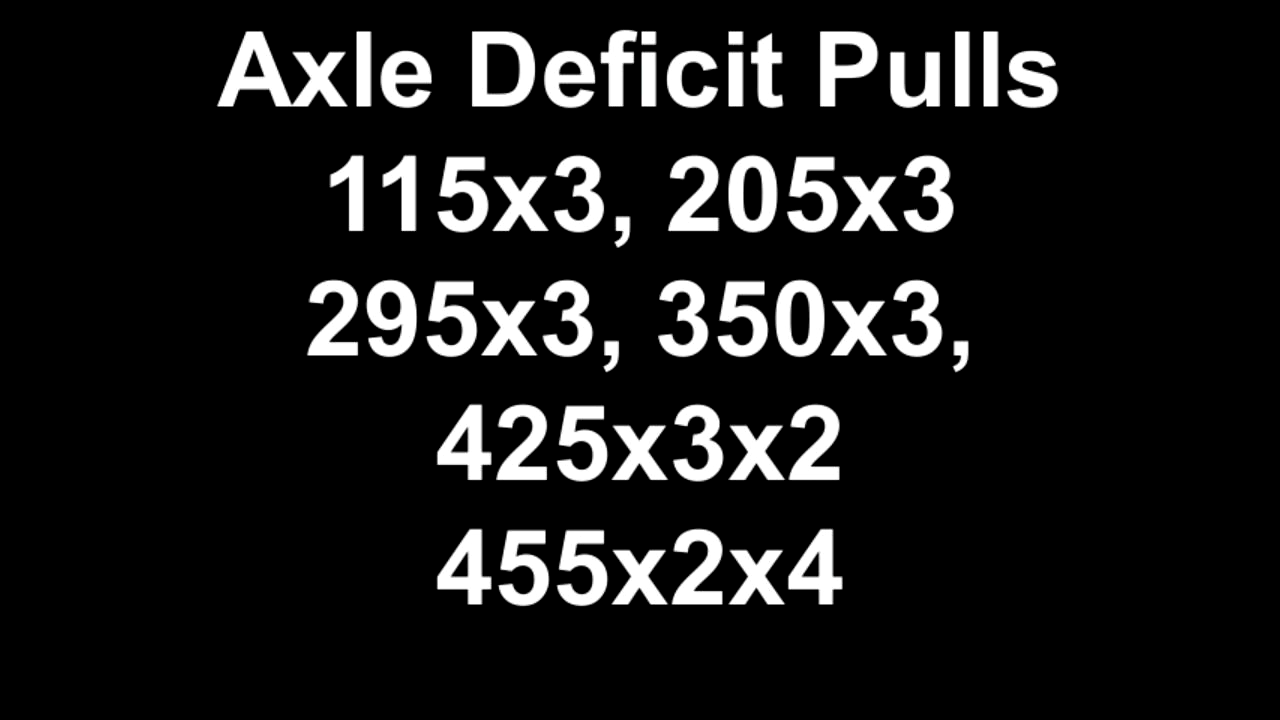 Axle Deficit Pulls
115x3, 205x3
295x3, 350x3,
425x3x2
455x2x4